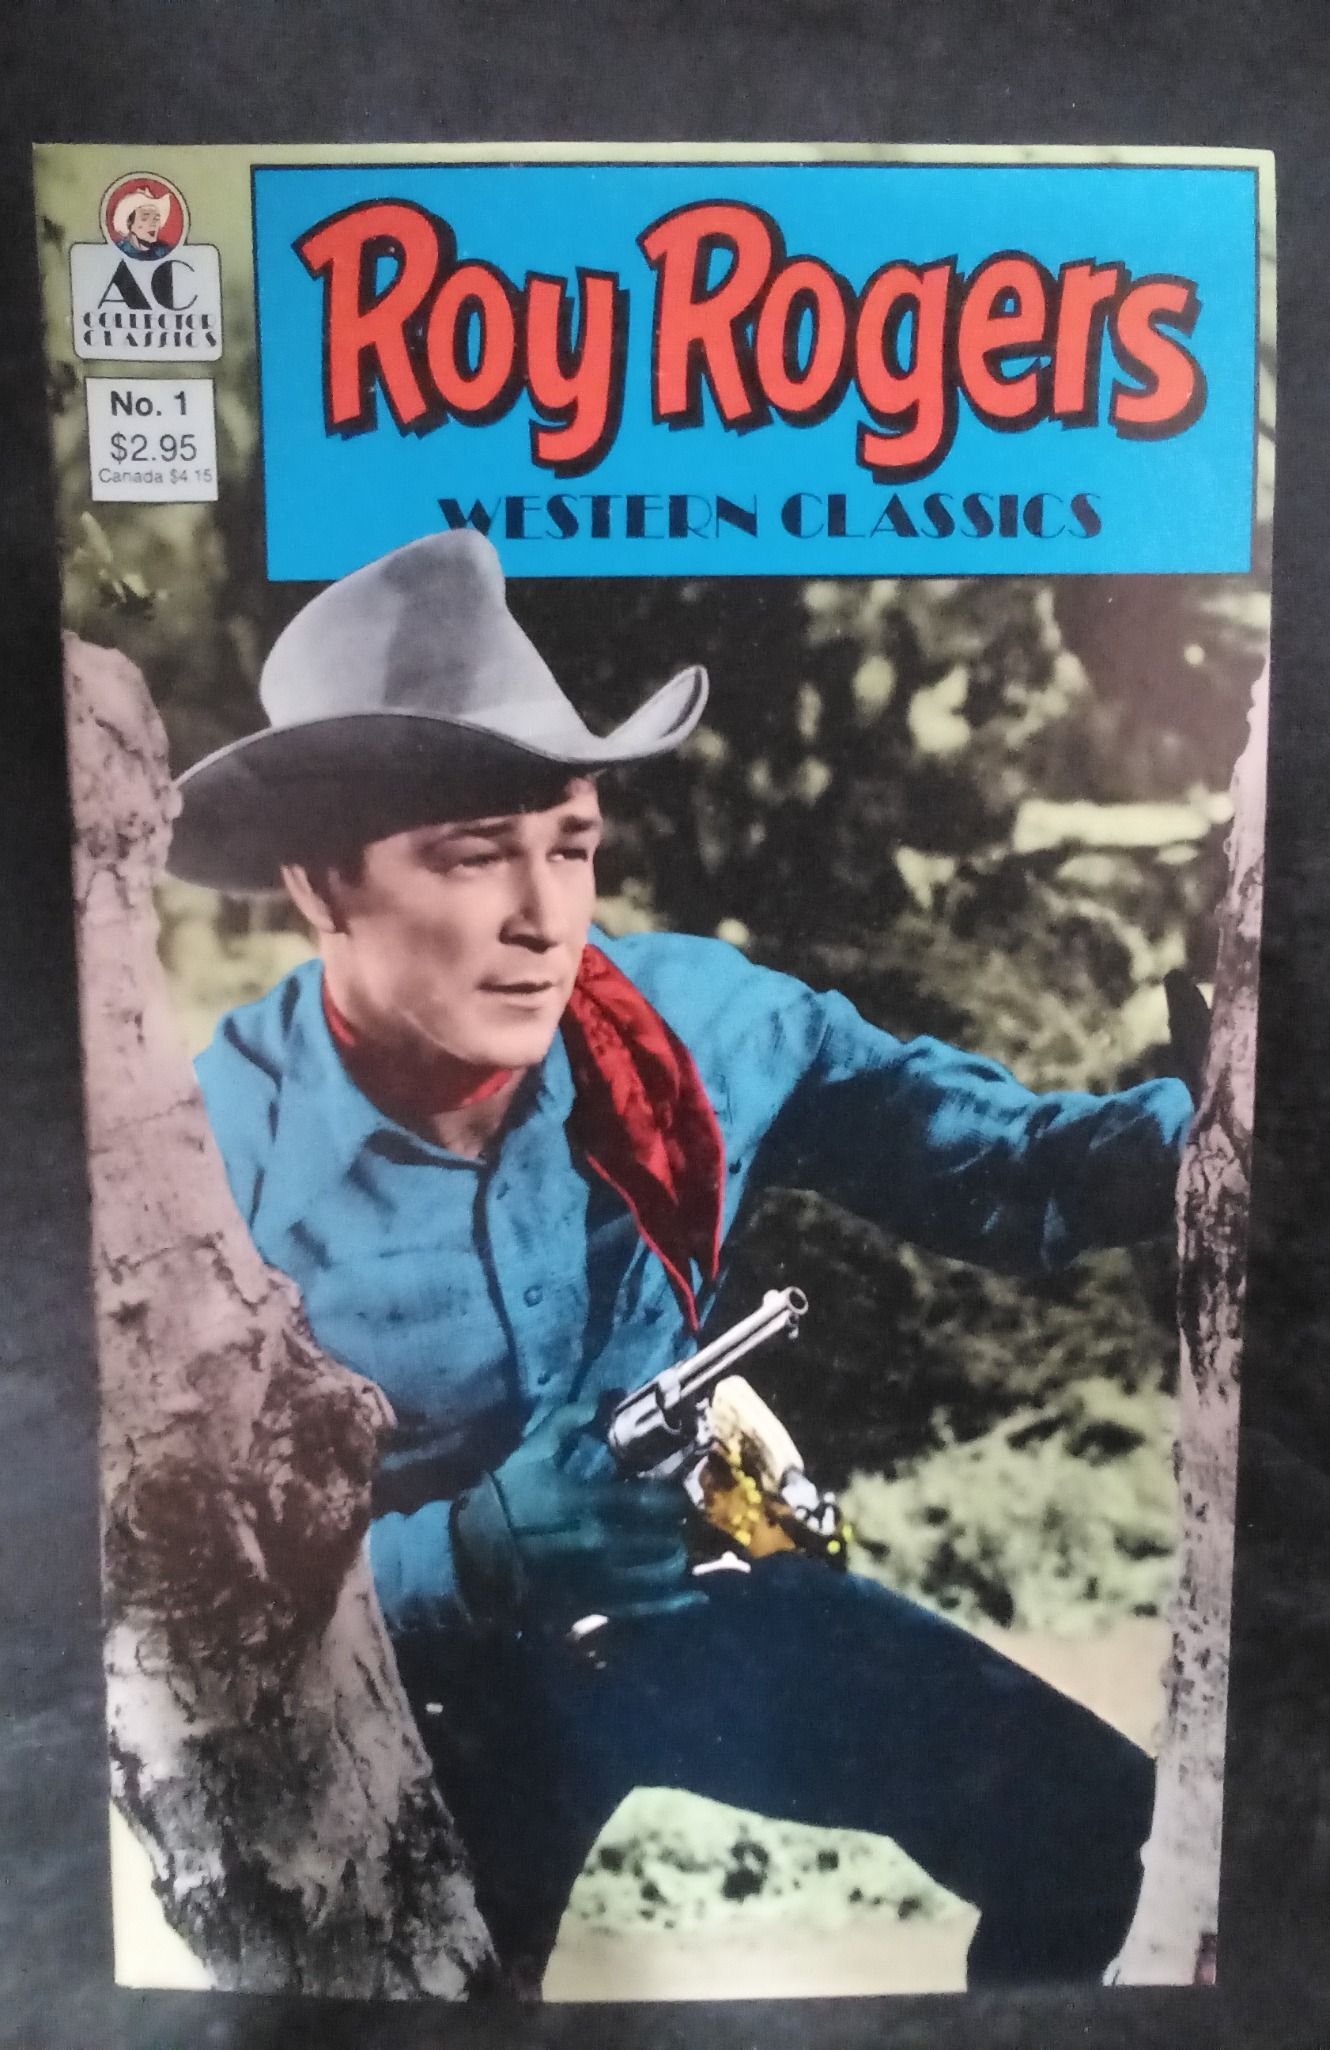 AC
COLLECTOR
CLASSICS
No. 1
$2.95
Canada $4.15
Roy Rogers
WESTERN CLASSICS